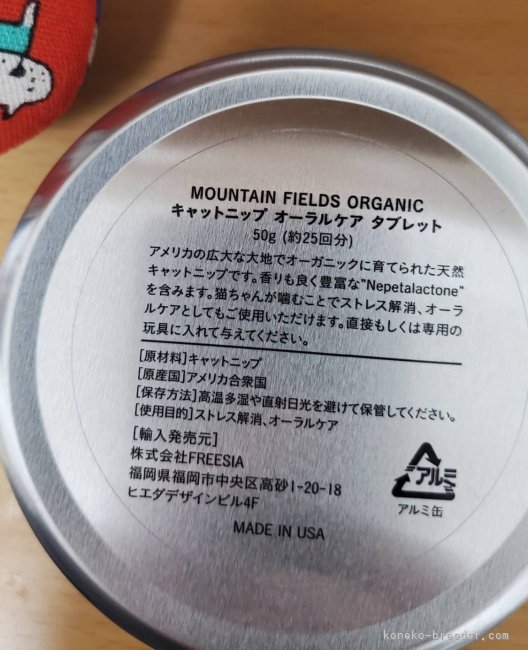 MOUNTAIN FIELDS ORGANIC
キャットニップ オーラルケア タブレット
50g (約25回分)
アメリカの広大な大地でオーガニックに育てられた天然
キャットニップです。香りも良く豊富な"Nepetalactone"
を含みます。猫ちゃんが噛むことでストレス解消、オーラ
ルケアとしてもご使用いただけます。直接もしくは専用の
玩具に入れて与えてください。
[原材料]キャットニップ
[原産国]アメリカ合衆国
[保存方法]高温多湿や直射日光を避けて保管してください。
[使用目的]ストレス解消、オーラルケア
[輸入発売元]
株式会社FREESIA
福岡県福岡市中央区高砂1-20-18
ヒエダデザインビル4F
アルミ
アルミ缶
MADE IN USA
koneko-breeder.com